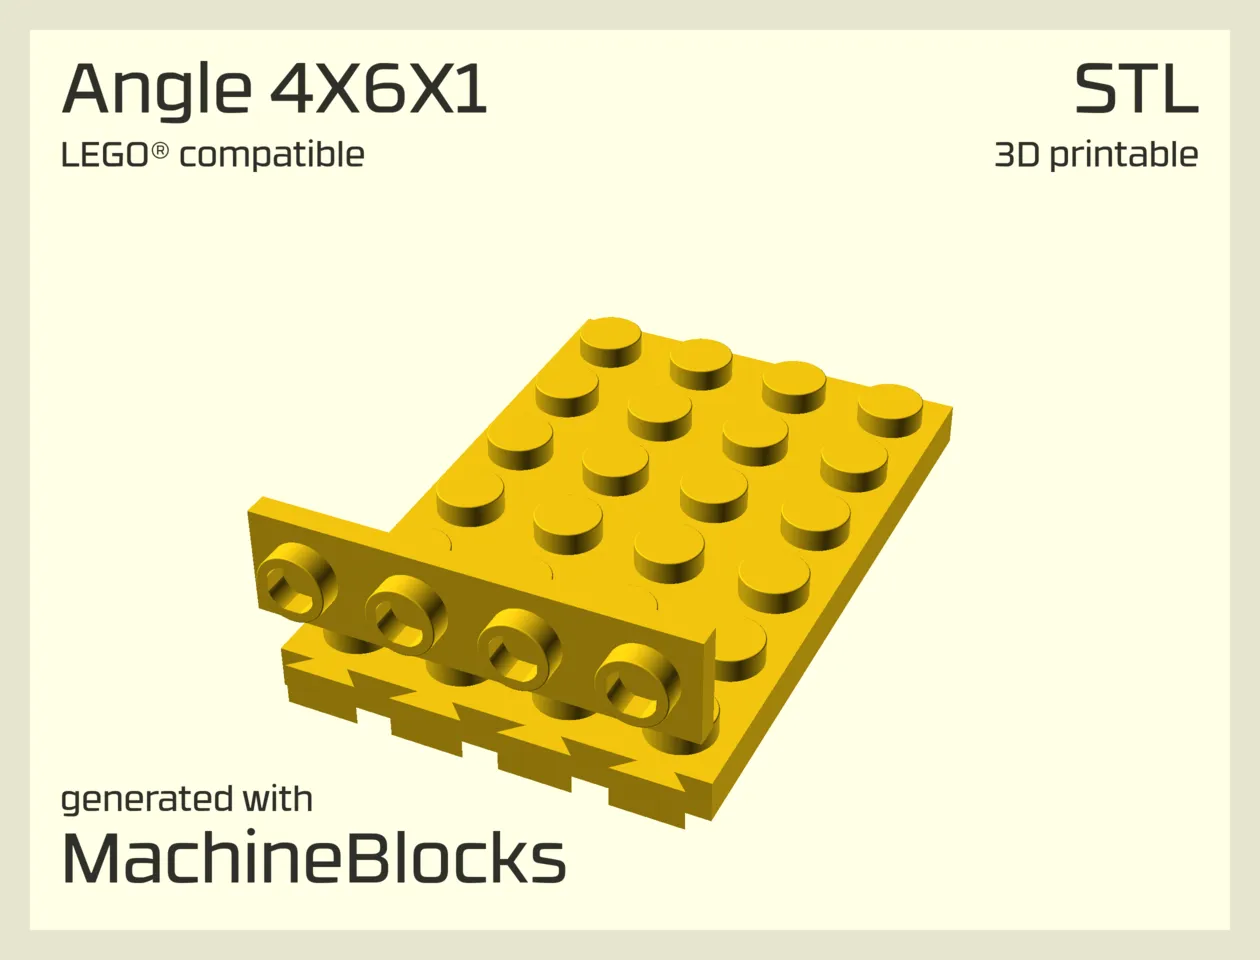 Angle 4X6X1
STL
LEGO® compatible
3D printable
generated with
MachineBlocks